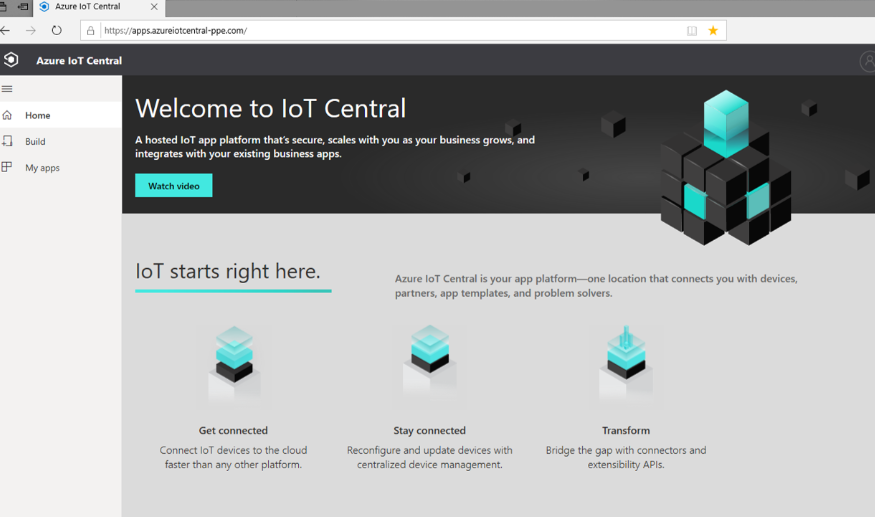 Azure IoT Central
https://apps.azureiotcentral-ppe.com/
Azure IoT Central
Home
Build
My apps
Welcome to IoT Central
A hosted IoT app platform that's secure, scales with you as your business grows, and
integrates with your existing business apps.
Watch video
IoT starts right here.
Azure IoT Central is your app platform—one location that connects you with devices,
partners, app templates, and problem solvers.
Get connected
Connect IoT devices to the cloud
faster than any other platform.
Stay connected
Reconfigure and update devices with
centralized device management.
Transform
Bridge the gap with connectors and
extensibility APIs.